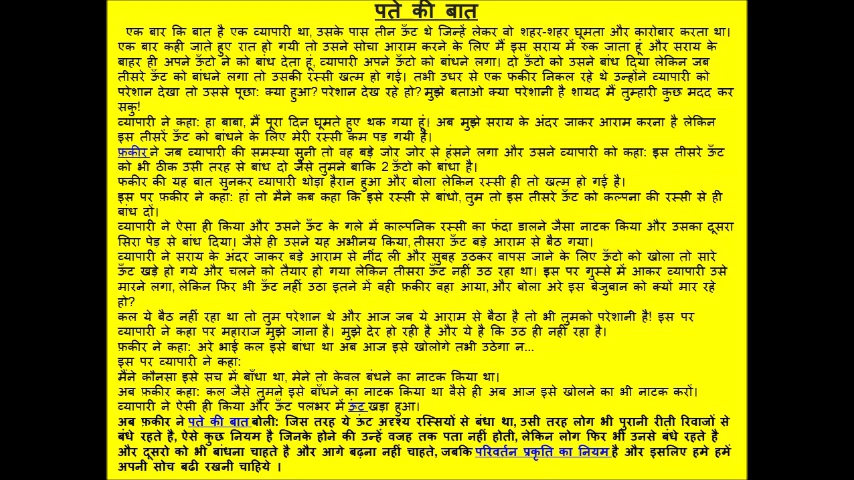 पते की बात
एक बार कि बात है एक व्यापारी था, उसके पास तीन ऊँट थे जिन्हें लेकर वो शहर-शहर घूमता और कारोबार करता था।
एक बार कही जाते हुए रात हो गयी तो उसने सोचा आराम करने के लिए मैं इस सराय में रुक जाता हूं और सराय के
बाहर ही अपने ऊँटो ने को बांध देता हूं, व्यापारी अपने ऊँटो को बांधने लगा। दो ऊँटो को उसने बांध दिया लेकिन जब
तीसरे ऊँट को बांधने लगा तो उसकी रस्सी खत्म हो गई। तभी उधर से एक फकीर निकल रहे थे उन्होंने व्यापारी को
परेशान देखा तो उससे पूछा: क्या हुआ? परेशान देख रहे हो? मुझे बताओ क्या परेशानी है शायद मैं तुम्हारी कुछ मदद कर
सकु!
व्यापारी ने कहा: हा बाबा, मैं पूरा दिन घूमते हुए थक गया हूं। अब मुझे सराय के अंदर जाकर आराम करना है लेकिन
इस तीसरें ऊँट को बांधने के लिए मेरी रस्सी कम पड गयी है।
फ़कीर ने जब व्यापारी की समस्या सुनी तो वह बड़े जोर जोर से हंसने लगा और उसने व्यापारी को कहा: इस तीसरे ऊँट
को भी ठीक उसी तरह से बांध दो जैसे तुमने बाकि 2 ऊँटो को बांधा है।
फकीर की यह बात सुनकर व्यापारी थोड़ा हैरान हुआ और बोला लेकिन रस्सी ही तो खत्म हो गई है।
इस पर फ़कीर ने कहा: हां तो मैने कब कहा कि इसे रस्सी से बांधो, तुम तो इस तीसरे ऊँट को कल्पना की रस्सी से ही
बांध दों।
व्यापारी ने ऐसा ही किया और उसने ऊँट के गले में काल्पनिक रस्सी का फंदा डालने जैसा नाटक किया और उसका दूसरा
सिरा पेड से बांध दिया। जैसे ही उसने यह अभीनय किया, तीसरा ऊँट बड़े आराम से बैठ गया।
व्यापारी ने सराय के अंदर जाकर बड़े आराम से नींद ली और सुबह उठकर वापस जाने के लिए ऊँटो को खोला तो सारे
ऊँट खड़े हो गये और चलने को तैयार हो गया लेकिन तीसरा ऊँट नहीं उठ रहा था। इस पर गुस्से में आकर व्यापारी उसे
मारने लगा, लेकिन फिर भी ऊँट नहीं उठा इतने में वही फ़कीर वहा आया, और बोला अरे इस बेजुबान को क्यों मार रहे
हो?
कल ये बैठ नहीं रहा था तो तुम परेशान थे और आज जब ये आराम से बैठा है तो भी तुमको परेशानी है! इस पर
व्यापारी ने कहा पर महाराज मुझे जाना है। मुझे देर हो रही है और ये है कि उठ ही नहीं रहा है।
फ़कीर ने कहा: अरे भाई कल इसे बांधा था अब आज इसे खोलोगे तभी उठेगा न...
इस पर व्यापारी ने कहा:
मैंने कौनसा इसे सच में बाँधा था, मेने तो केवल बंधने का नाटक किया था।
अब फ़कीर कहा: कल जैसे तुमने इसे बाँधने का नाटक किया था वैसे ही अब आज इसे खोलने का भी नाटक करों।
व्यापारी ने ऐसी ही किया और ऊँट पलभर में ऊंट खड़ा हुआ।
अब फ़कीर ने पते की बात बोली: जिस तरह ये ऊंट अदृश्य रस्सियों से बंधा था, उसी तरह लोग भी पुरानी रीती रिवाजों से
बंधे रहते है, ऐसे कुछ नियम है जिनके होने की उन्हें वजह तक पता नहीं होती, लेकिन लोग फिर भी उनसे बंधे रहते है
और दूसरो को भी बांधना चाहते है और आगे बढ़ना नहीं चाहते, जबकि परिवर्तन प्रकृति का नियम है और इसलिए हमे हमें
अपनी सोच बढी रखनी चाहिये ।